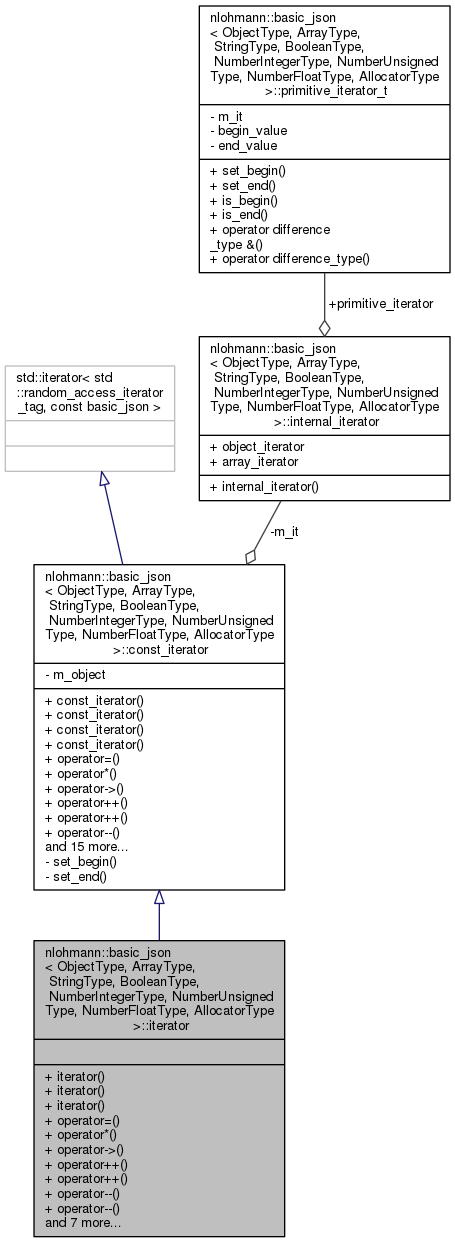 nlohmann::basic_json
< ObjectType, ArrayType,
StringType, BooleanType,
NumberIntegerType, NumberUnsigned
Type, NumberFloatType, AllocatorType
>::primitive_iterator_t
- m_it
- begin_value
- end_value
+ set_begin()
+ set_end()
+ is_begin()
+ is_end()
+ operator difference
_type &()
+ operator difference_type()
+primitive_iterator
nlohmann::basic_json
< ObjectType, ArrayType,
StringType, BooleanType,
NumberIntegerType, NumberUnsigned
Type, NumberFloatType, AllocatorType
>::internal_iterator
+ object_iterator
+ array_iterator
+ internal_iterator()
std::iterator< std
::random_access_iterator
_tag, const basic_json >
-m_it
nlohmann::basic_json
< ObjectType, ArrayType,
StringType, BooleanType,
NumberIntegerType, NumberUnsigned
Type, NumberFloatType, AllocatorType
>::const_iterator
- m_object
+ const_iterator()
+ const_iterator()
+ const_iterator()
+ const_iterator()
+ operator=()
+ operator*()
+ operator->()
+ operator++()
+ operator++()
+ operator--()
and 15 more...
- set_begin()
- set_end()
nlohmann::basic_json
< ObjectType, ArrayType,
StringType, BooleanType,
NumberIntegerType, NumberUnsigned
Type, NumberFloatType, AllocatorType
>::iterator
+ iterator()
+ iterator()
+ iterator()
+ operator=()
+ operator*()
+ operator->()
+ operator++()
+ operator++()
+ operator--()
+ operator--()
and 7 more...